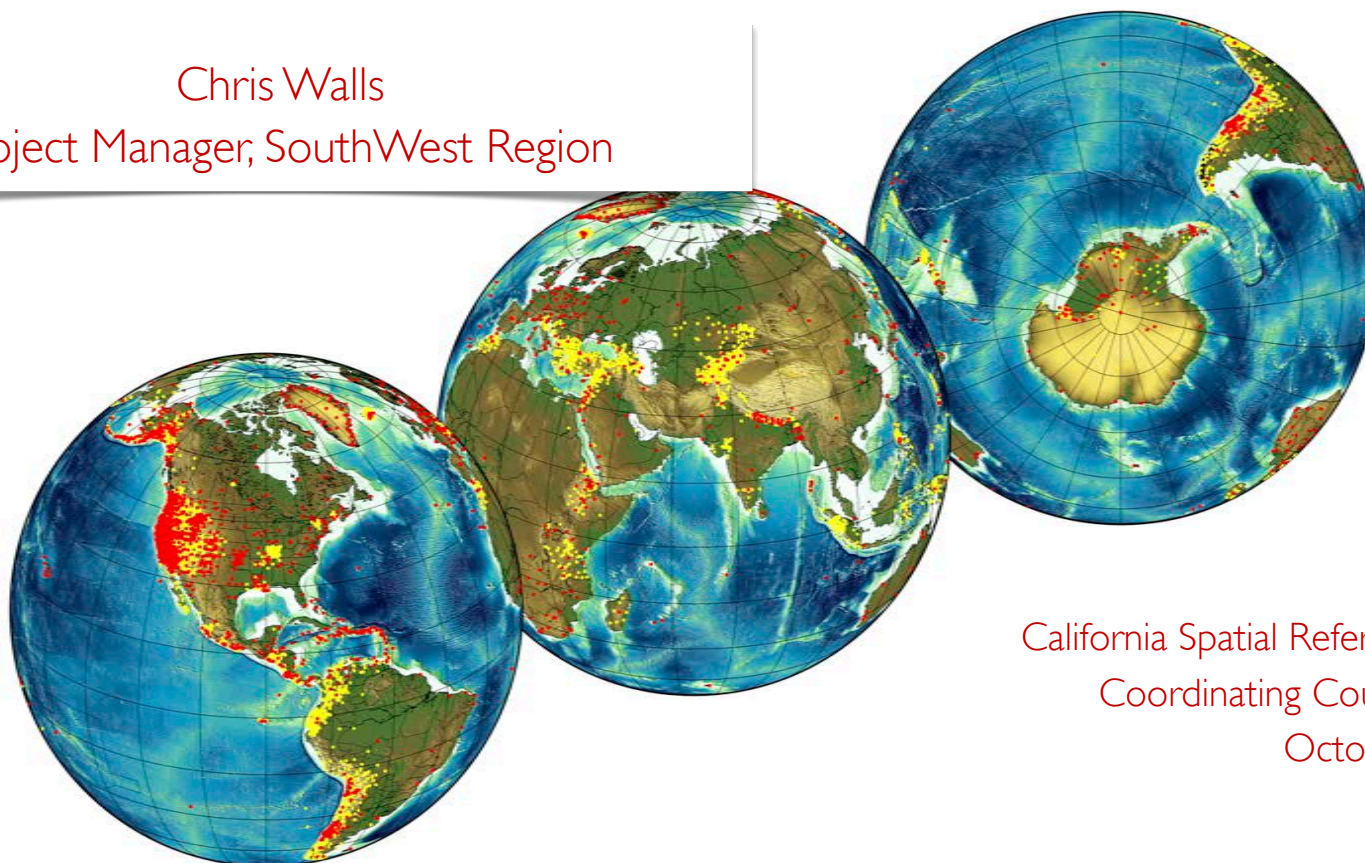 Chris Walls
oject Manager, SouthWest Region
California Spatial Refer
Coordinating Cou
Octo